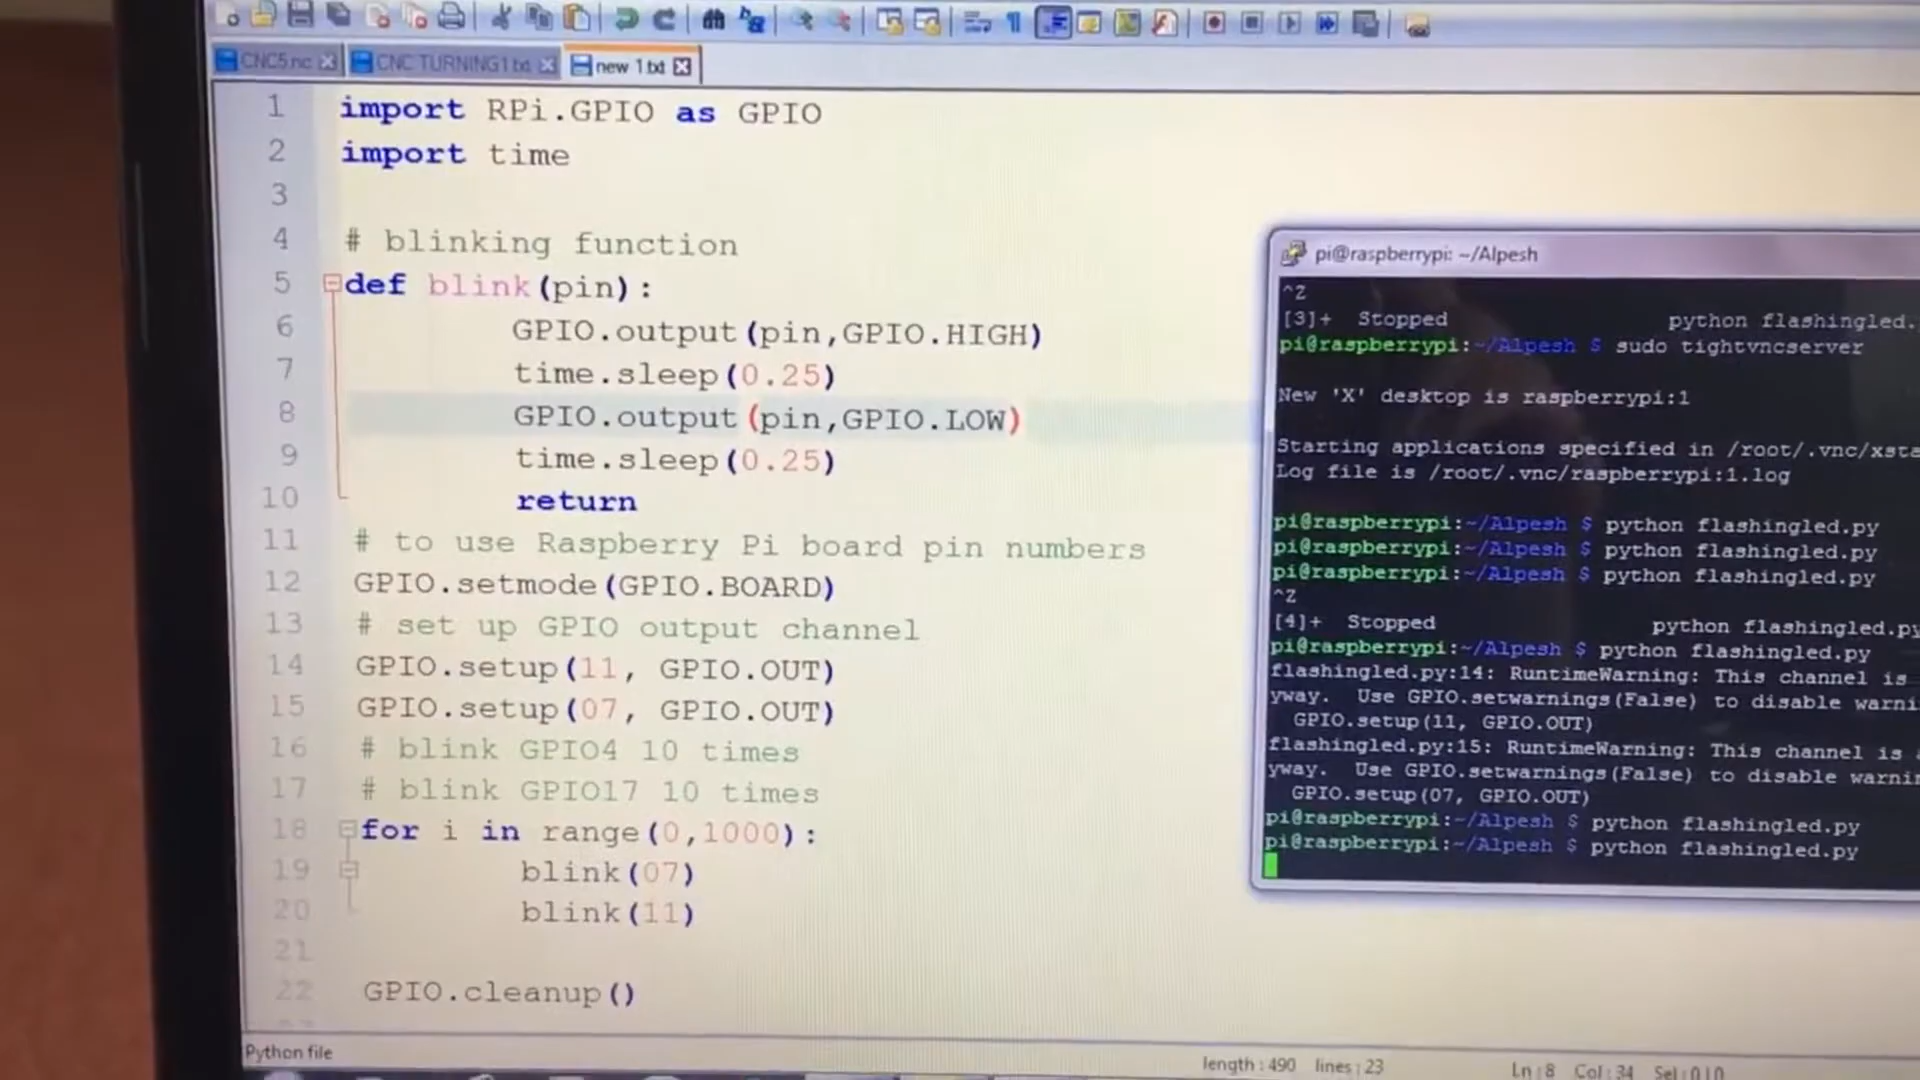 CNC5.nc
CNC TURNING1.txt
new 1.txt
1 import RPi.GPIO as GPIO
2 import time
3
4 # blinking function
5 def blink(pin):
6 GPIO.output(pin,GPIO.HIGH)
7 time.sleep(0.25)
8 GPIO.output(pin,GPIO.LOW)
9 time.sleep(0.25)
10 return
11 # to use Raspberry Pi board pin numbers
12 GPIO.setmode(GPIO.BOARD)
13 # set up GPIO output channel
14 GPIO.setup(11, GPIO.OUT)
15 GPIO.setup(07, GPIO.OUT)
16 # blink GPIO4 10 times
17 # blink GPIO17 10 times
18 for i in range(0,1000):
19 blink(07)
20 blink(11)
21
22 GPIO.cleanup()
Python file
length : 490 lines : 23
Ln : 8 Col : 34 Sel : 0 | 0
pi@raspberrypi: ~/Alpesh
^Z
[3]+ Stopped python flashingled.
pi@raspberrypi:~/Alpesh $ sudo tightvncserver
New 'X' desktop is raspberrypi:1
Starting applications specified in /root/.vnc/xsta
Log file is /root/.vnc/raspberrypi:1.log
pi@raspberrypi:~/Alpesh $ python flashingled.py
pi@raspberrypi:~/Alpesh $ python flashingled.py
pi@raspberrypi:~/Alpesh $ python flashingled.py
^Z
[4]+ Stopped python flashingled.py
pi@raspberrypi:~/Alpesh $ python flashingled.py
flashingled.py:14: RuntimeWarning: This channel is
yway. Use GPIO.setwarnings(False) to disable warni
GPIO.setup(11, GPIO.OUT)
flashingled.py:15: RuntimeWarning: This channel is a
yway. Use GPIO.setwarnings(False) to disable warnin
GPIO.setup(07, GPIO.OUT)
pi@raspberrypi:~/Alpesh $ python flashingled.py
pi@raspberrypi:~/Alpesh $ python flashingled.py